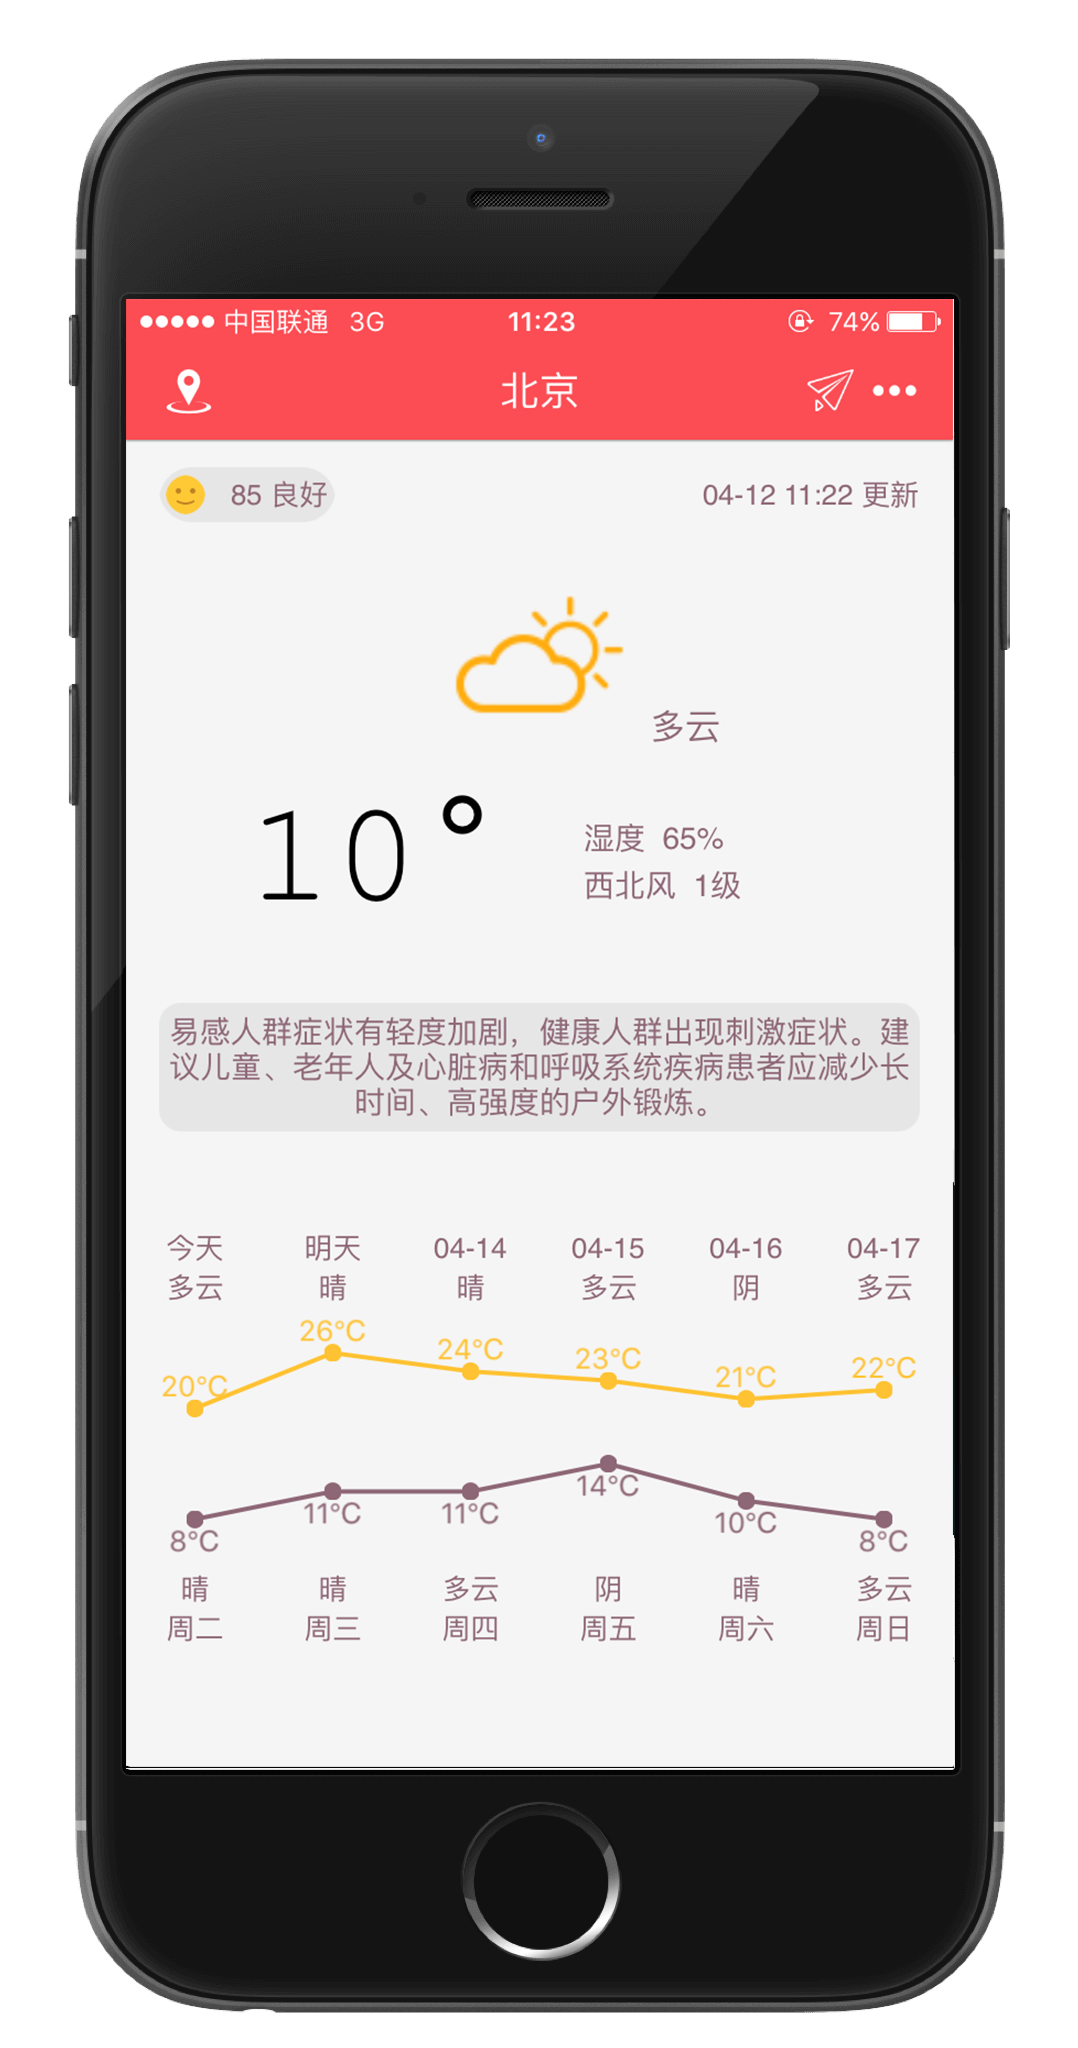 中国联通 3G 11:23 74%
北京
85 良好 04-12 11:22 更新
多云
10°
湿度 65%
西北风 1级
易感人群症状有轻度加剧，健康人群出现刺激症状。建
议儿童、老年人及心脏病和呼吸系统疾病患者应减少长
时间、高强度的户外锻炼。
今天 明天 04-14 04-15 04-16 04-17
多云 晴 晴 多云 阴 多云
20°C 26°C 24°C 23°C 21°C 22°C
8°C 11°C 11°C 14°C 10°C 8°C
晴 晴 多云 阴 晴 多云
周二 周三 周四 周五 周六 周日